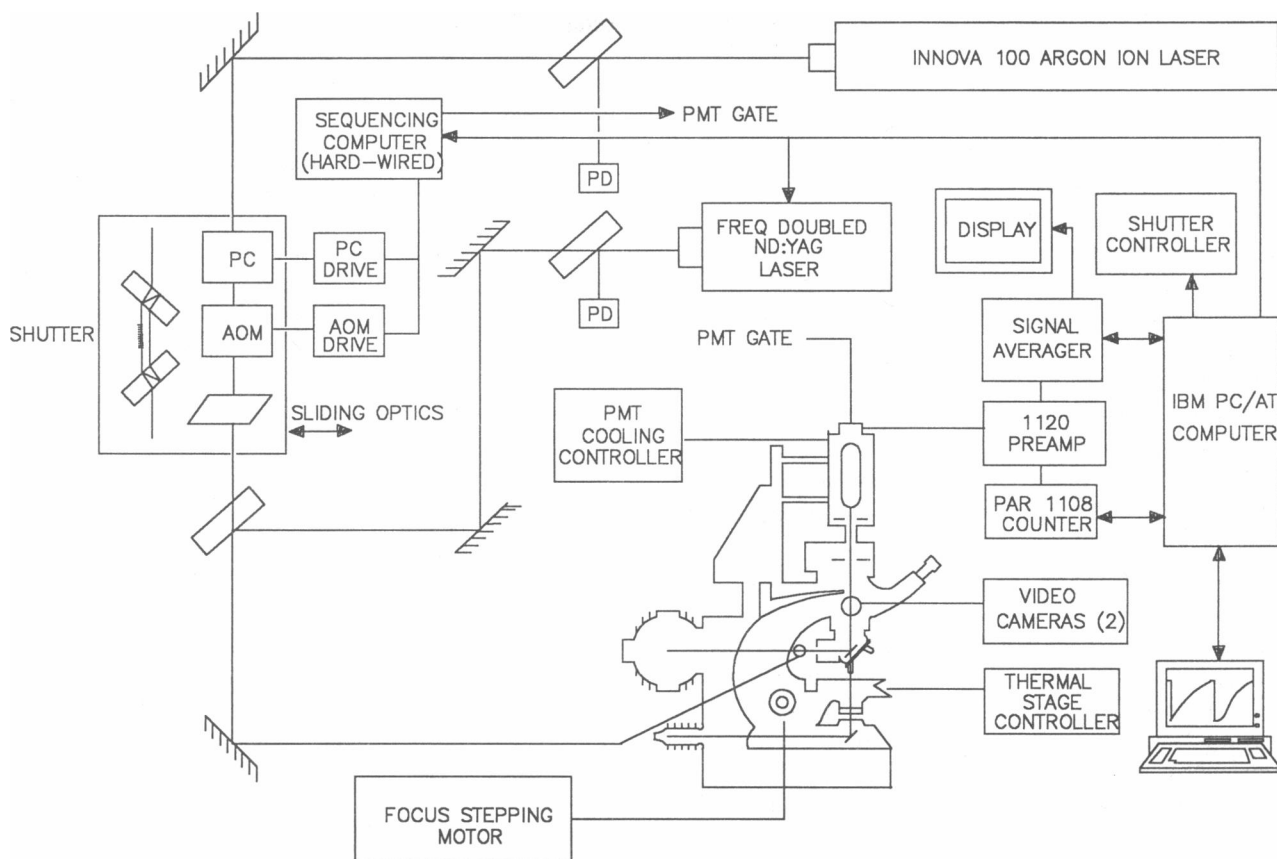 INNOVA 100 ARGON ION LASER
SEQUENCING
COMPUTER
(HARD-WIRED)
PMT GATE
PD
FREQ DOUBLED
ND:YAG
LASER
DISPLAY
SHUTTER
CONTROLLER
PC
PC
DRIVE
SHUTTER
AOM
AOM
DRIVE
PD
SIGNAL
AVERAGER
PMT GATE
SLIDING OPTICS
PMT
COOLING
CONTROLLER
1120
PREAMP
IBM PC/AT
COMPUTER
PAR 1108
COUNTER
VIDEO
CAMERAS (2)
THERMAL
STAGE
CONTROLLER
FOCUS STEPPING
MOTOR